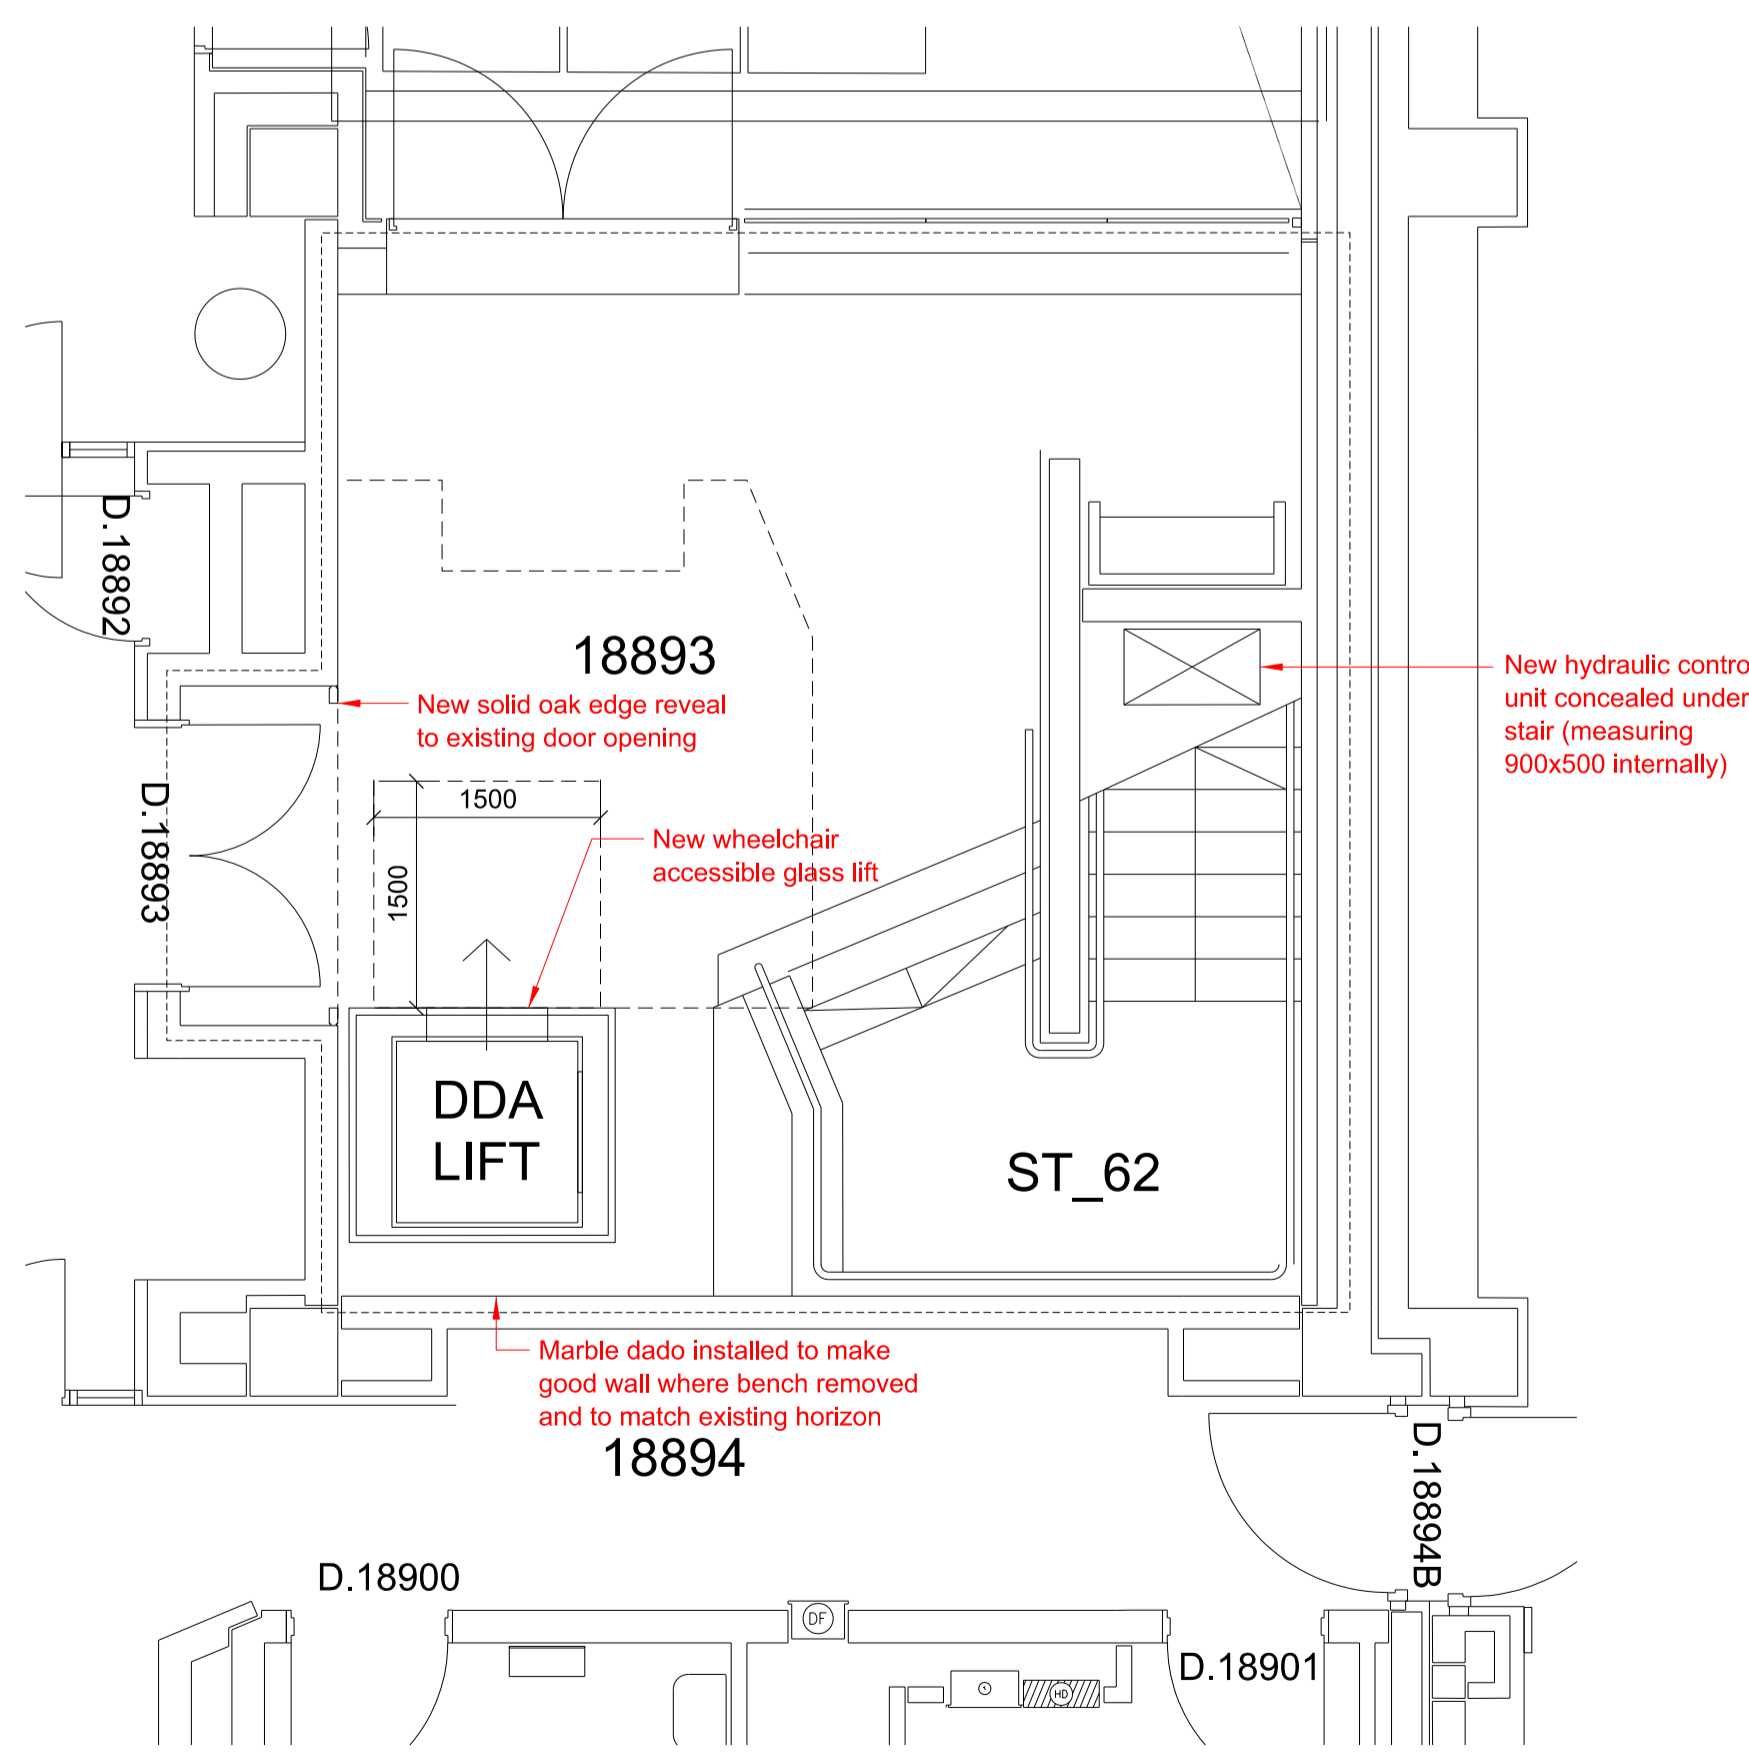 D.18892
18893
New solid oak edge reveal
to existing door opening
New hydraulic contro
unit concealed under
stair (measuring
900x500 internally)
D.18893
1500
1500
New wheelchair
accessible glass lift
DDA
LIFT
ST_62
Marble dado installed to make
good wall where bench removed
and to match existing horizon
18894
D.18894B
D.18900
DF
D.18901
HD